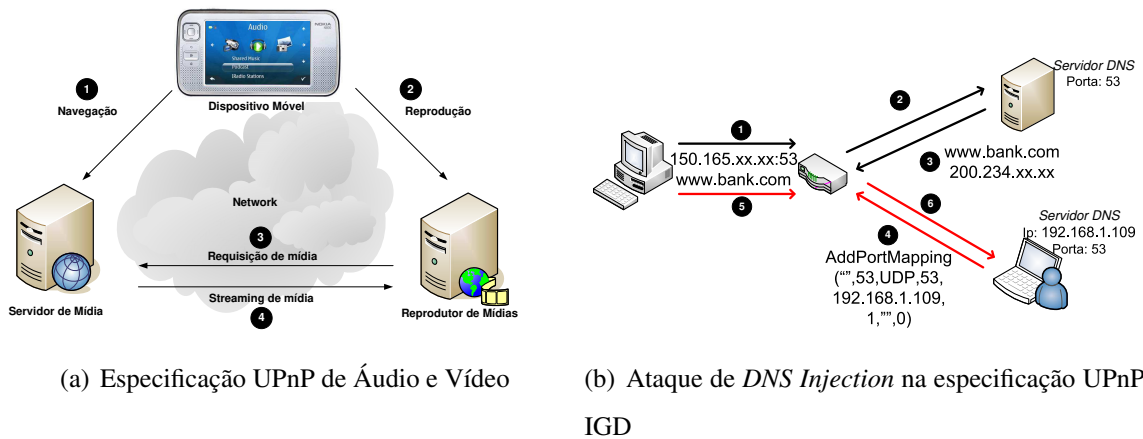 Audio
NOKIA
Shared Music
Podcast
IRadio Stations
Dispositivo Móvel
1
Navegação
2
Reprodução
Network
3
Requisição de mídia
Streaming de mídia
4
Servidor de Mídia
Reprodutor de Mídias
(a) Especificação UPnP de Áudio e Vídeo
Servidor DNS
Porta: 53
2
1
150.165.xx.xx:53
www.bank.com
5
3
www.bank.com
200.234.xx.xx
6
4
AddPortMapping
(“”,53,UDP,53,
192.168.1.109,
1,"",0)
Servidor DNS
Ip: 192.168.1.109
Porta: 53
(b) Ataque de DNS Injection na especificação UPnP
IGD